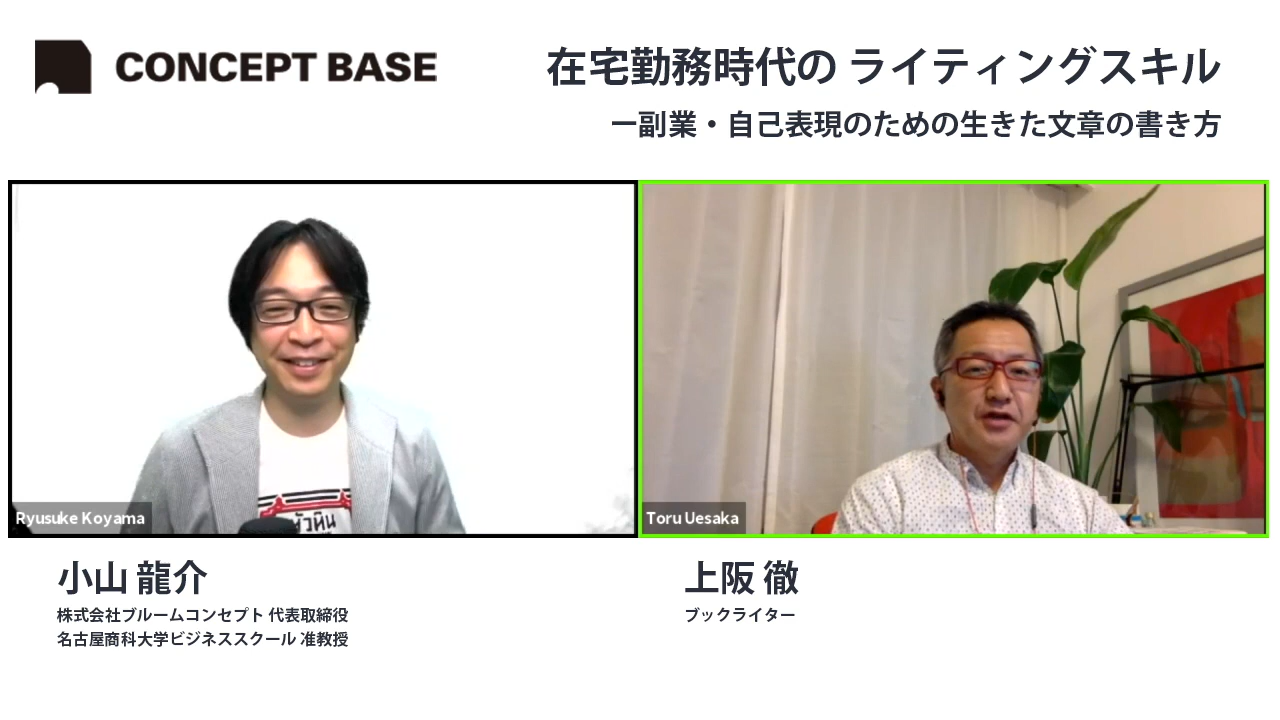 CONCEPT BASE
在宅勤務時代の ライティングスキル
ー副業・自己表現のための生きた文章の書き方
หัวหิน
Ryusuke Koyama
Toru Uesaka
小山 龍介
株式会社ブルームコンセプト 代表取締役
名古屋商科大学ビジネススクール 准教授
上阪 徹
ブックライター